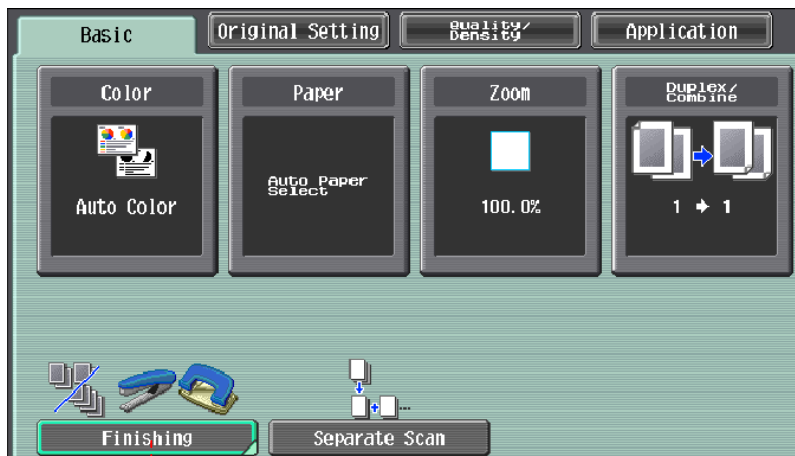 Basic
Original Setting
Quality/
Density
Application
Color
Paper
Zoom
Duplex/
Combine
Auto Color
Auto Paper
Select
100.0%
1 → 1
Finishing
Separate Scan